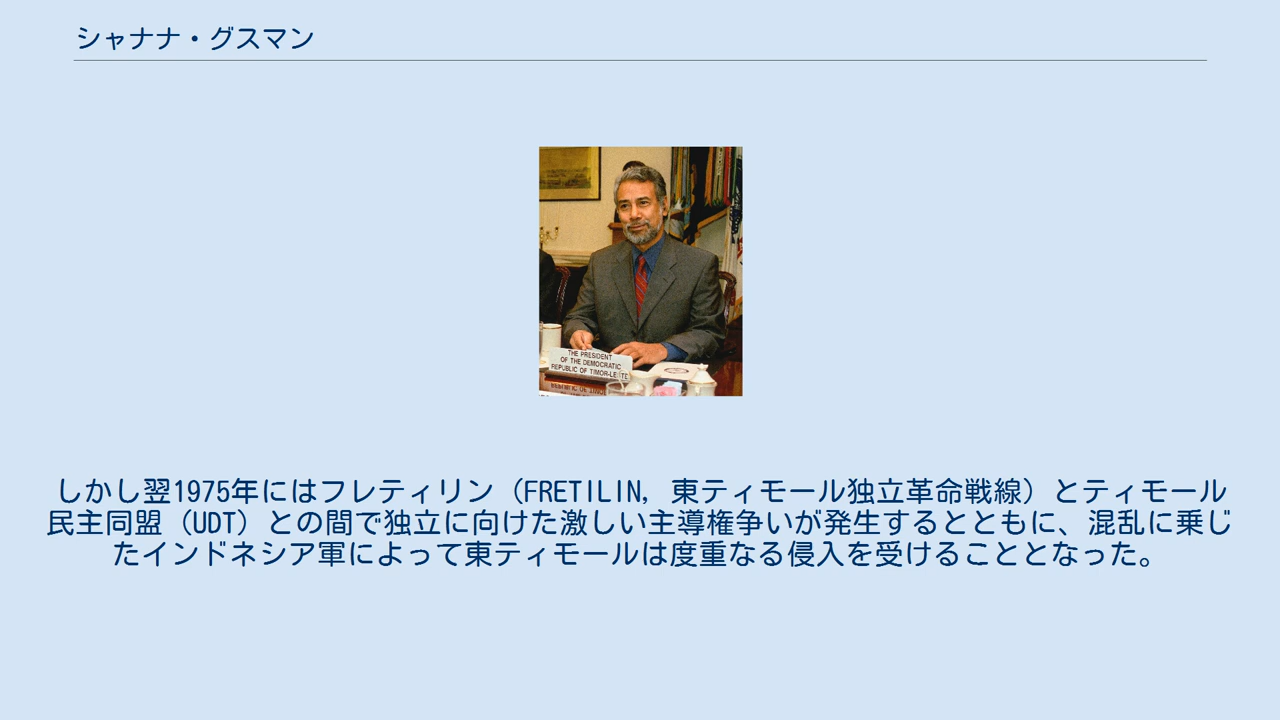 シャナナ・グスマン
THE PRESIDENT
OF THE DEMOCRATIC
REPUBLIC OF TIMOR-LESTE
しかし翌1975年にはフレティリン（FRETILIN, 東ティモール独立革命戦線）とティモール
民主同盟（UDT）との間で独立に向けた激しい主導権争いが発生するとともに、混乱に乗じ
たインドネシア軍によって東ティモールは度重なる侵入を受けることとなった。